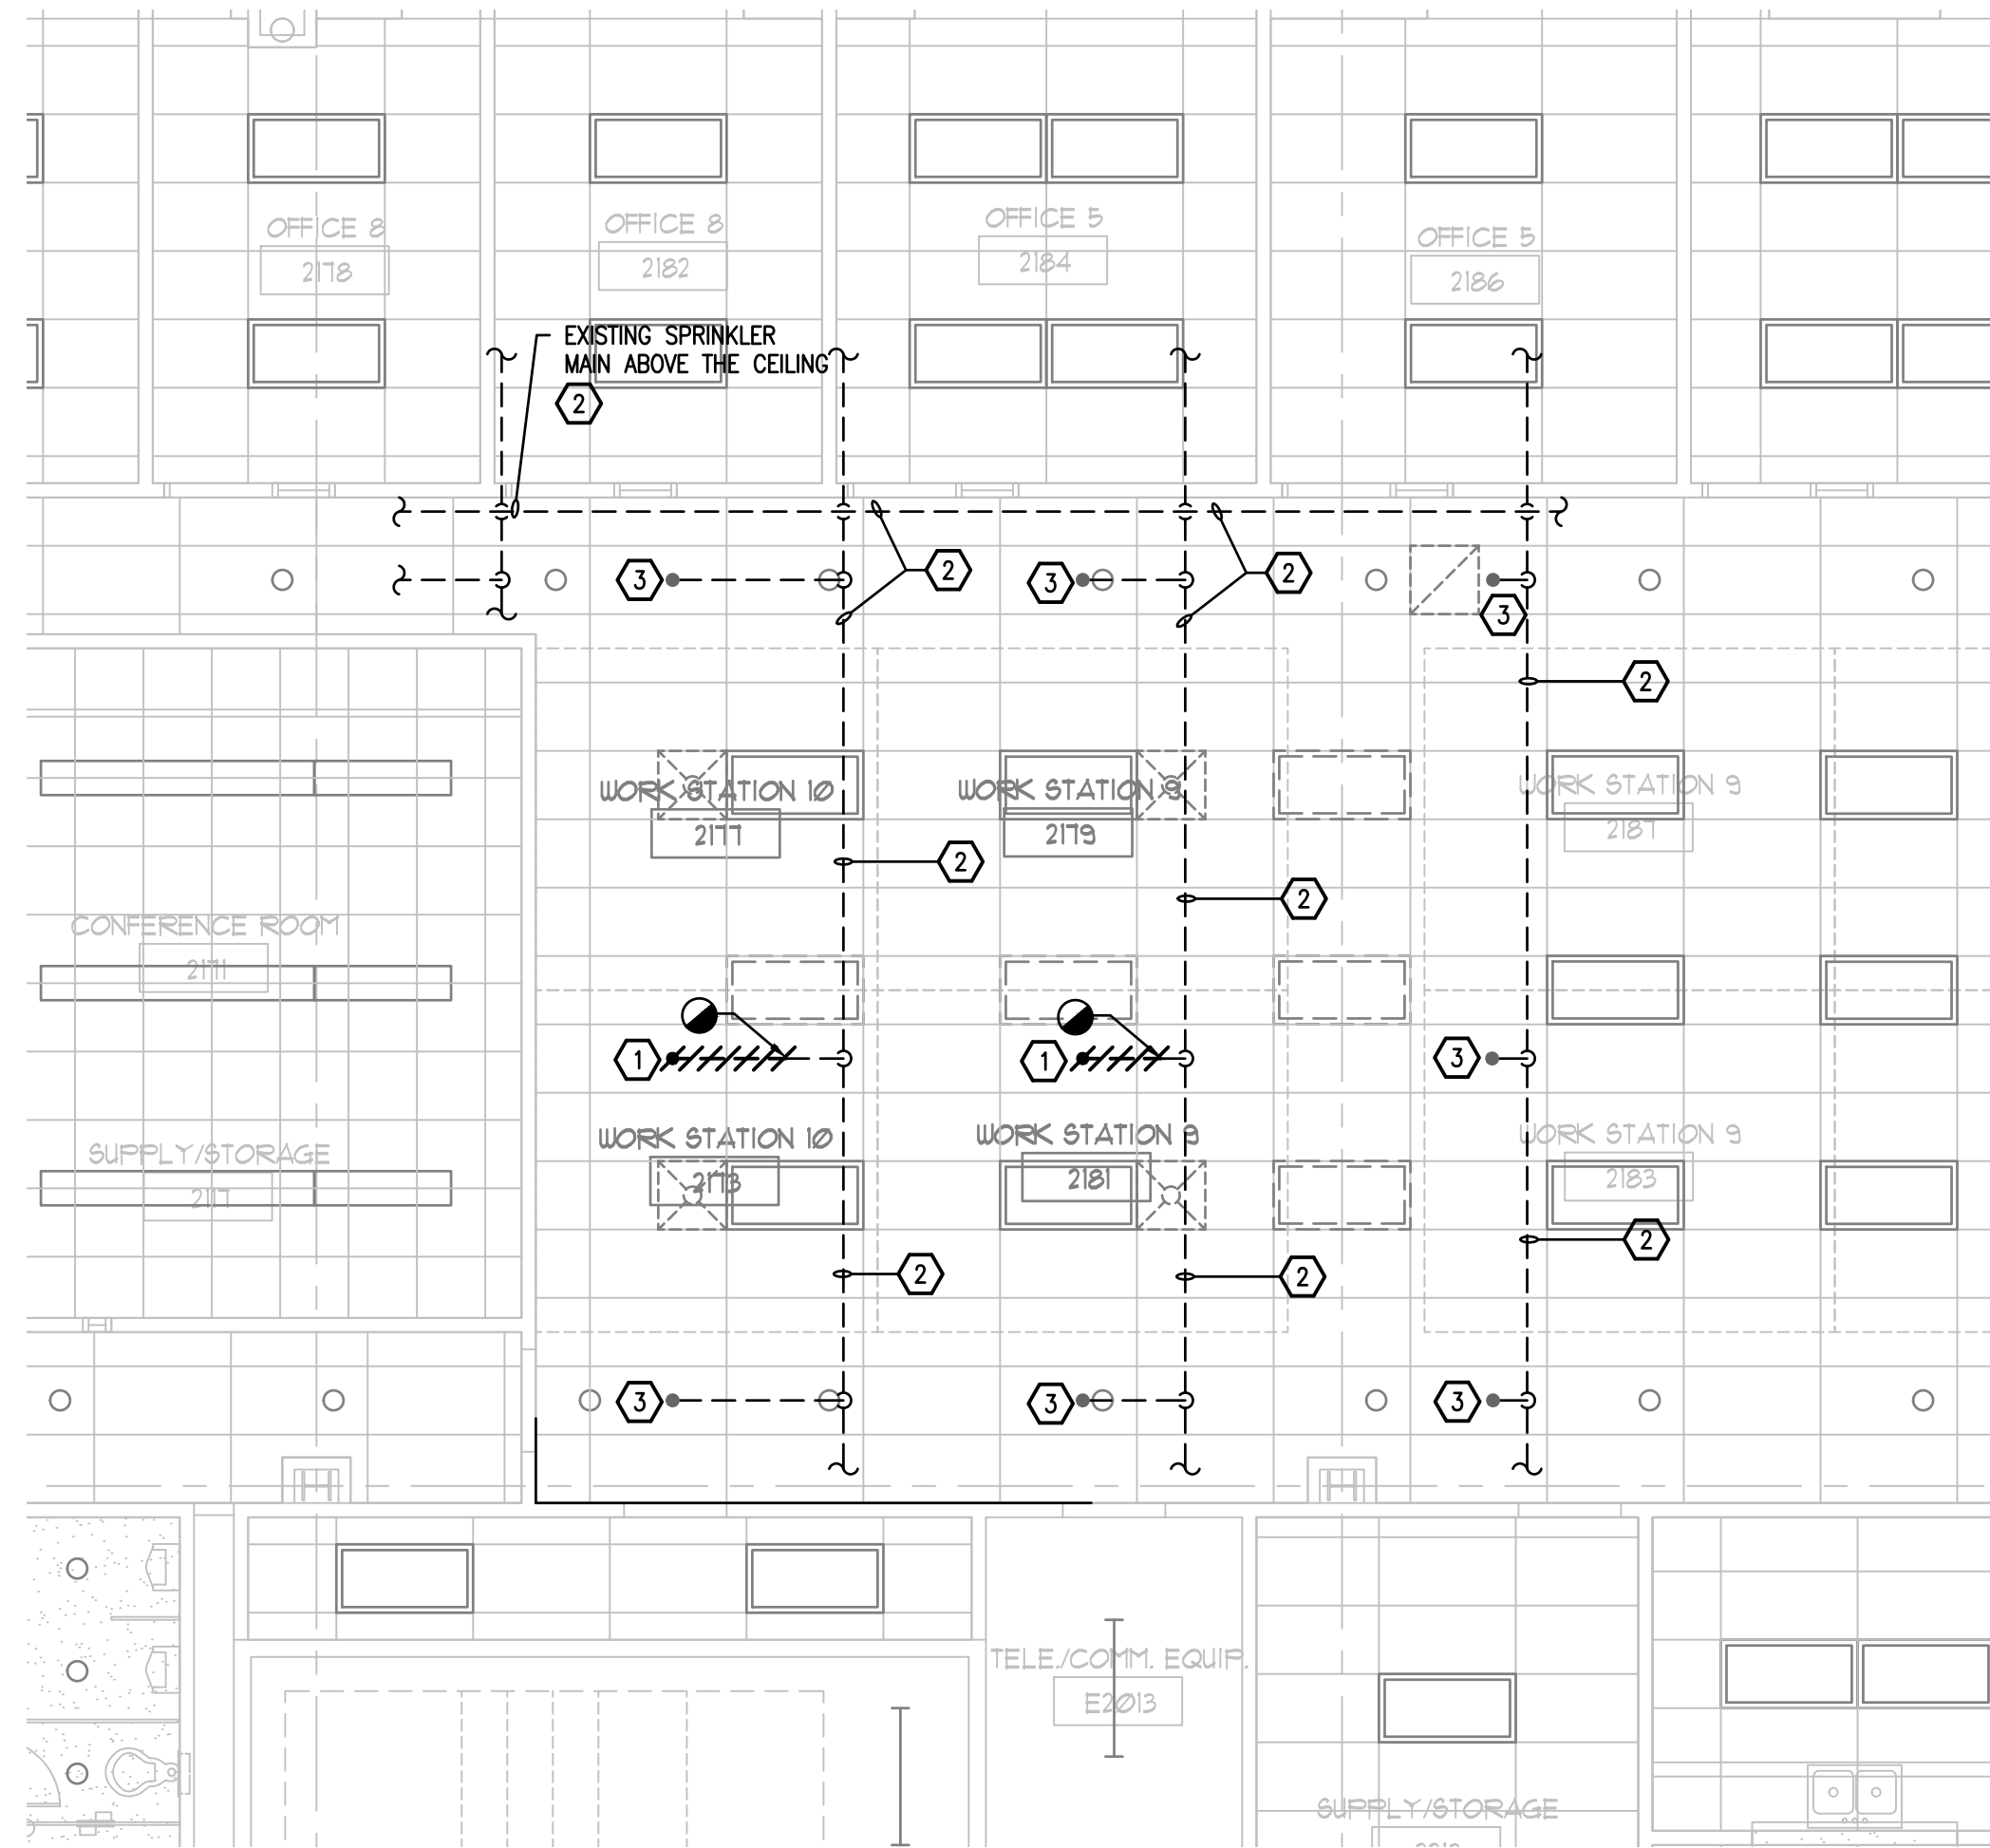 OFFICE 8
2178
OFFICE 8
2182
OFFICE 5
2184
OFFICE 5
2186
EXISTING SPRINKLER
MAIN ABOVE THE CEILING
2
3
2
3
2
3
2
WORK STATION 10
2177
WORK STATION 9
2179
WORK STATION 9
2187
2
2
CONFERENCE ROOM
2171
1
1
3
WORK STATION 10
2173
WORK STATION 9
2181
WORK STATION 9
2183
SUPPLY/STORAGE
217
2
2
2
3
3
3
TELE./COMM. EQUIP.
E2013
SUPPLY/STORAGE